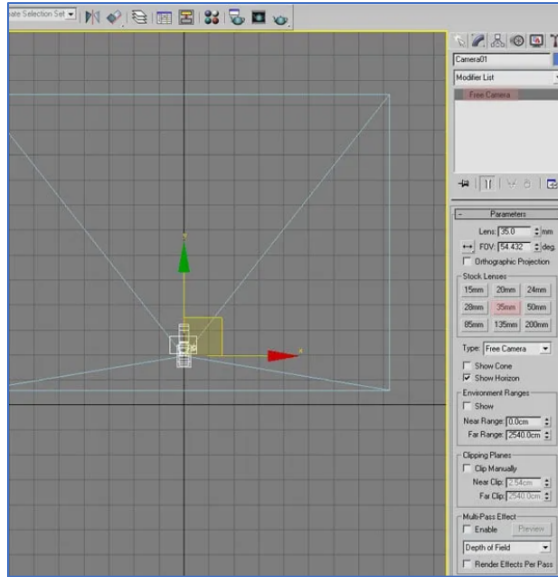 ate Selection Set
Camera01
Modifier List
Free Camera
Parameters
Lens: 35.0 mm
FOV: 54.432 deg.
Orthographic Projection
Stock Lenses
15mm 20mm 24mm
28mm 35mm 50mm
85mm 135mm 200mm
Type: Free Camera
Show Cone
Show Horizon
Environment Ranges
Show
Near Range: 0.0cm
Far Range: 2540.0cm
Clipping Planes
Clip Manually
Near Clip: 2.54cm
Far Clip: 2540.0cm
Multi-Pass Effect
Enable Preview
Depth of Field
Render Effects Per Pass